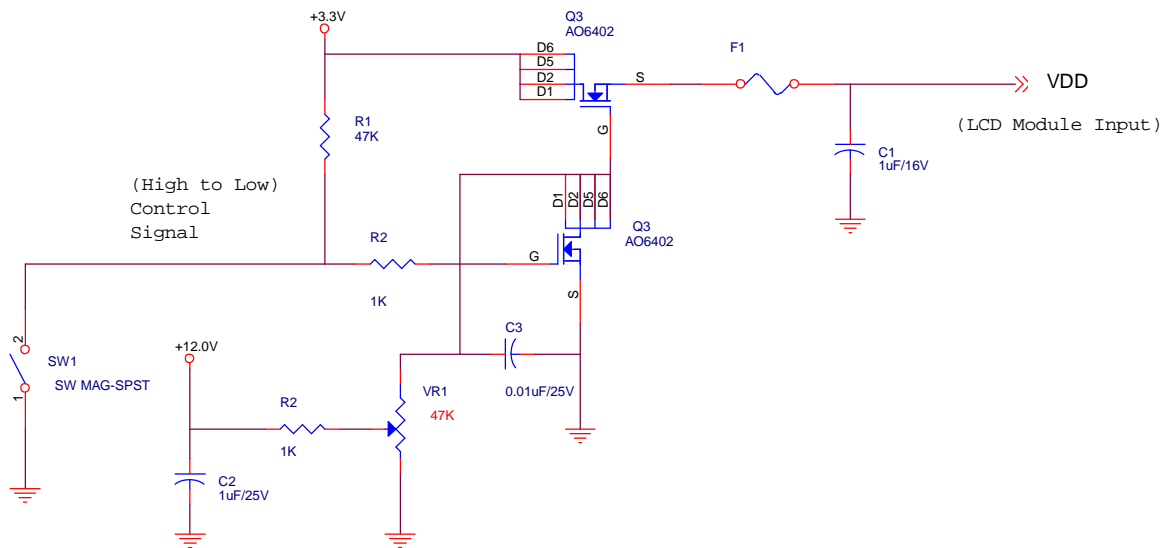 +3.3V
Q3
AO6402
D6
D5
D2
D1
S
G
F1
VDD
(LCD Module Input)
R1
47K
C1
1uF/16V
(High to Low)
Control
Signal
D1
D2
D5
D6
Q3
AO6402
R2
1K
G
S
2
1
SW1
SW MAG-SPST
+12.0V
C3
0.01uF/25V
VR1
47K
R2
1K
C2
1uF/25V